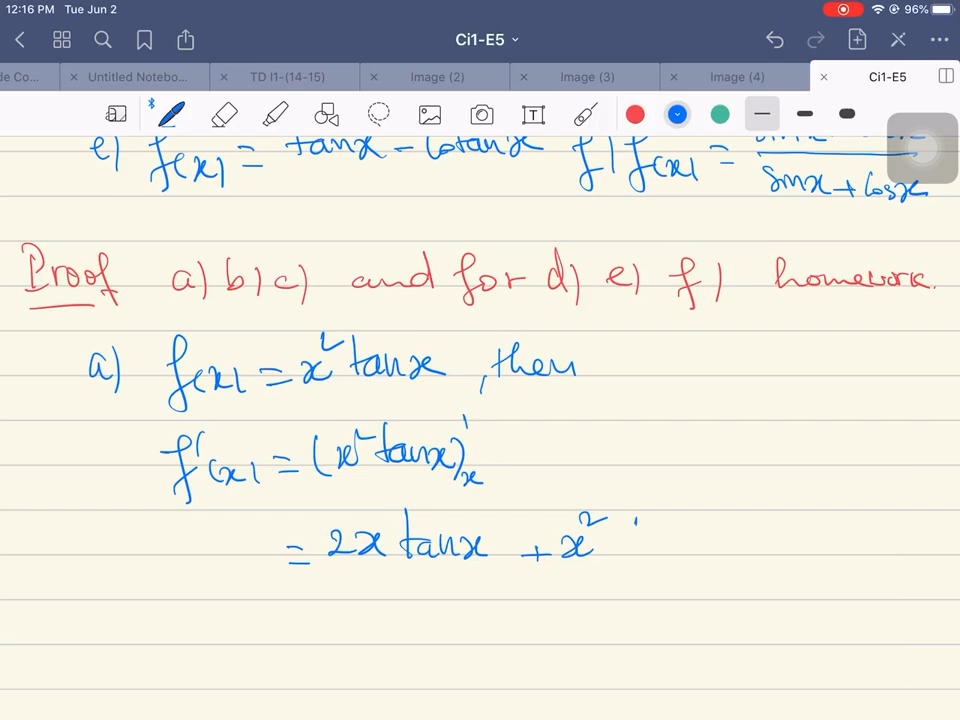 12:16 PM Tue Jun 2 96%
Ci1-E5
de Co... Untitled Notebo... TD I1-(14-15) Image (2) Image (3) Image (4) Ci1-E5
e) f(x) = tanx - cotanx f) f(x) = / sinx + cosx
Proof a) b) c) and for d) e) f) homework.
a) f(x) = x² tanx , then
f'(x) = (x² tanx)'ₓ
= 2x tanx + x²